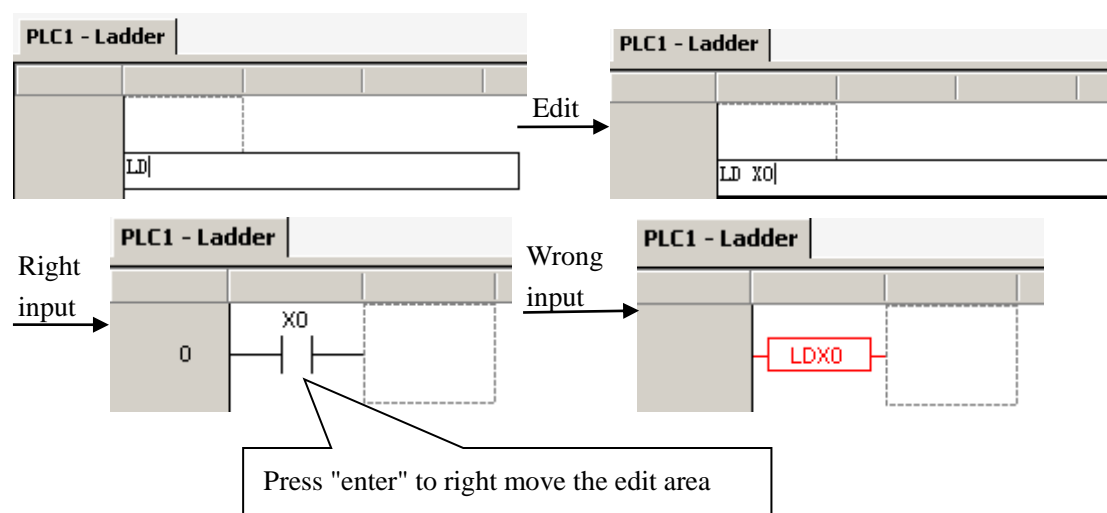 PLC1 - Ladder
PLC1 - Ladder
Edit
LD
LD X0
PLC1 - Ladder
PLC1 - Ladder
Right
input
Wrong
input
X0
0
LDX0
Press "enter" to right move the edit area